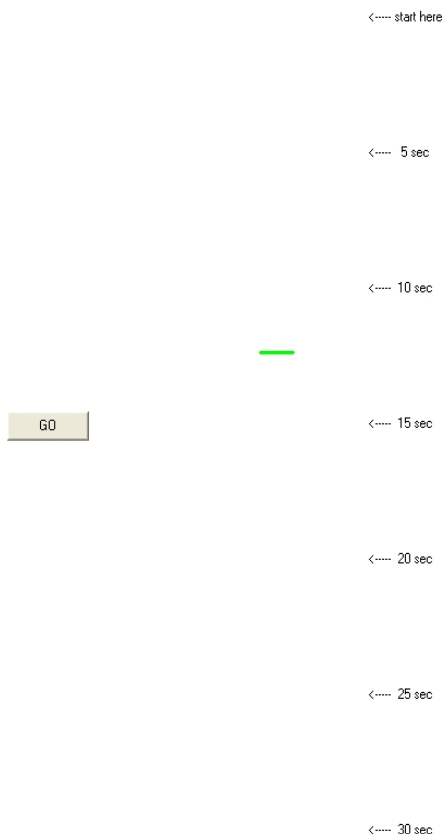 <----- start here
<----- 5 sec
<----- 10 sec
GO
<----- 15 sec
<----- 20 sec
<----- 25 sec
<----- 30 sec